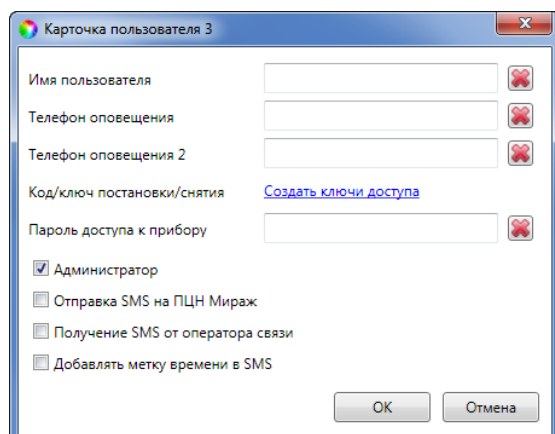 Карточка пользователя 3
Имя пользователя
Телефон оповещения
Телефон оповещения 2
Код/ключ постановки/снятия Создать ключи доступа
Пароль доступа к прибору
Администратор
Отправка SMS на ПЦН Мираж
Получение SMS от оператора связи
Добавлять метку времени в SMS
ОК Отмена